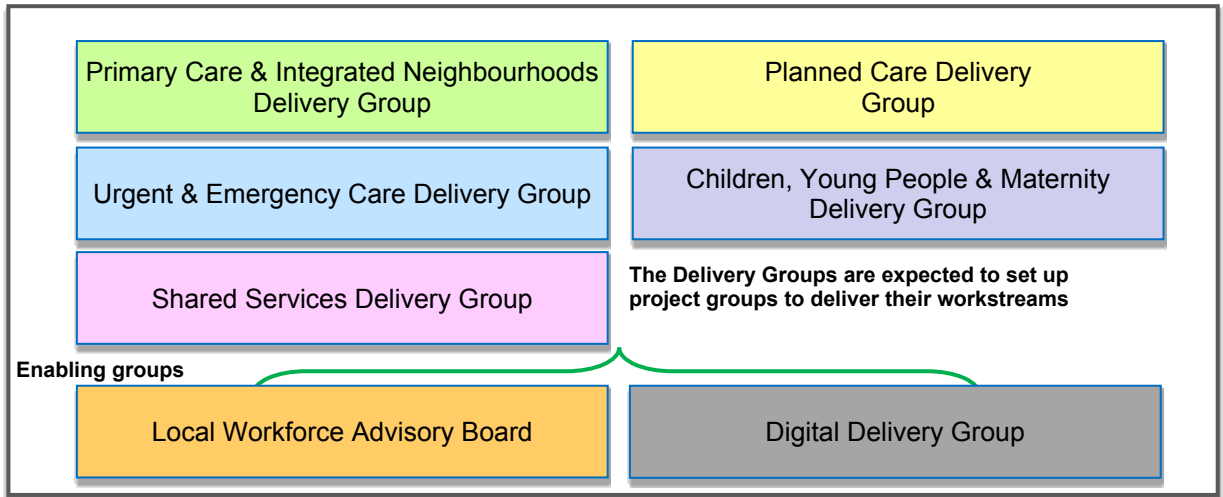 Primary Care & Integrated Neighbourhoods
Delivery Group
Planned Care Delivery
Group
Urgent & Emergency Care Delivery Group
Children, Young People & Maternity
Delivery Group
Shared Services Delivery Group
The Delivery Groups are expected to set up
project groups to deliver their workstreams
Enabling groups
Local Workforce Advisory Board
Digital Delivery Group